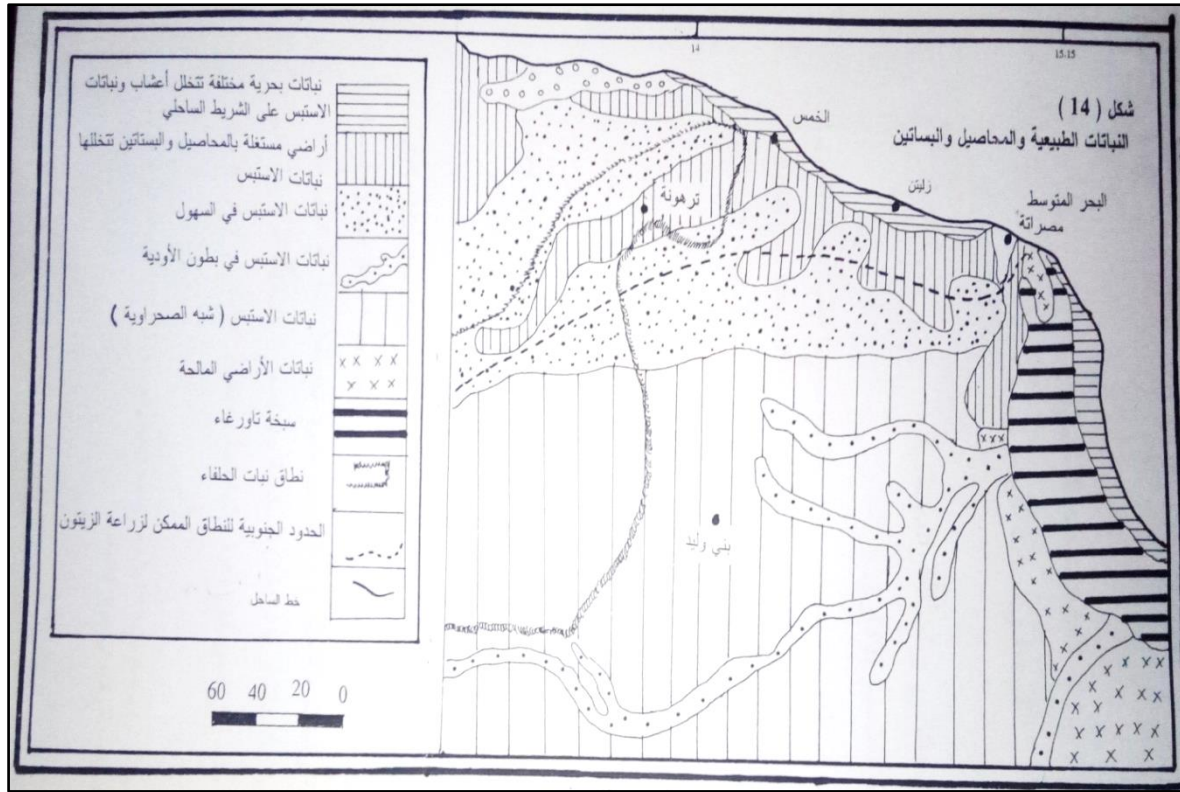 14
15.15
شكل ( 14 )
النباتات الطبيعية والمحاصيل والبساتين
الخمس
زليتن
البحر المتوسط
مصراتة
ترهونة
بني وليد
نباتات بحرية مختلفة تتخلل أعشاب ونباتات
الاستبس على الشريط الساحلي
أراضي مستغلة بالمحاصيل والبستاتين تتخللها
نباتات الاستبس
نباتات الاستبس في السهول
نباتات الاستبس في بطون الأودية
نباتات الاستبس ( شبه الصحراوية )
نباتات الأراضي المالحة
سبخة تاورغاء
نطاق نبات الحلفاء
الحدود الجنوبية للنطاق الممكن لزراعة الزيتون
خط الساحل
60 40 20 0